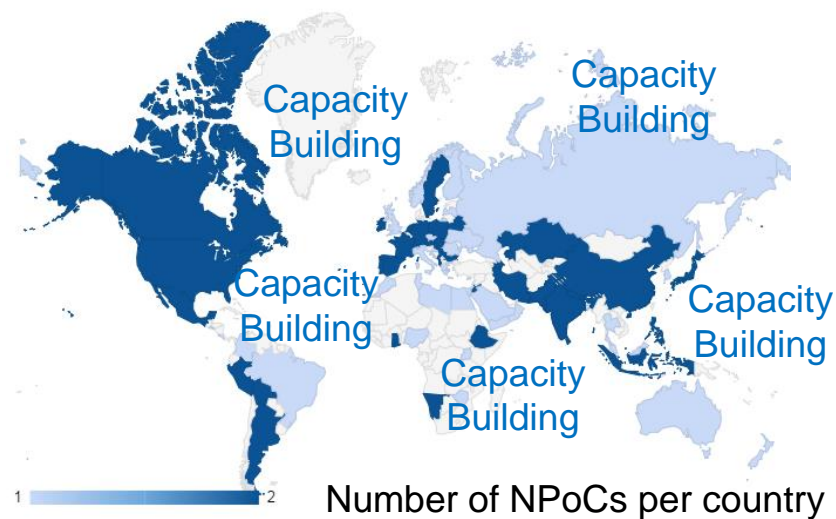 Capacity
Building
Capacity
Building
Capacity
Building
Capacity
Building
Capacity
Building
1
2
Number of NPoCs per country